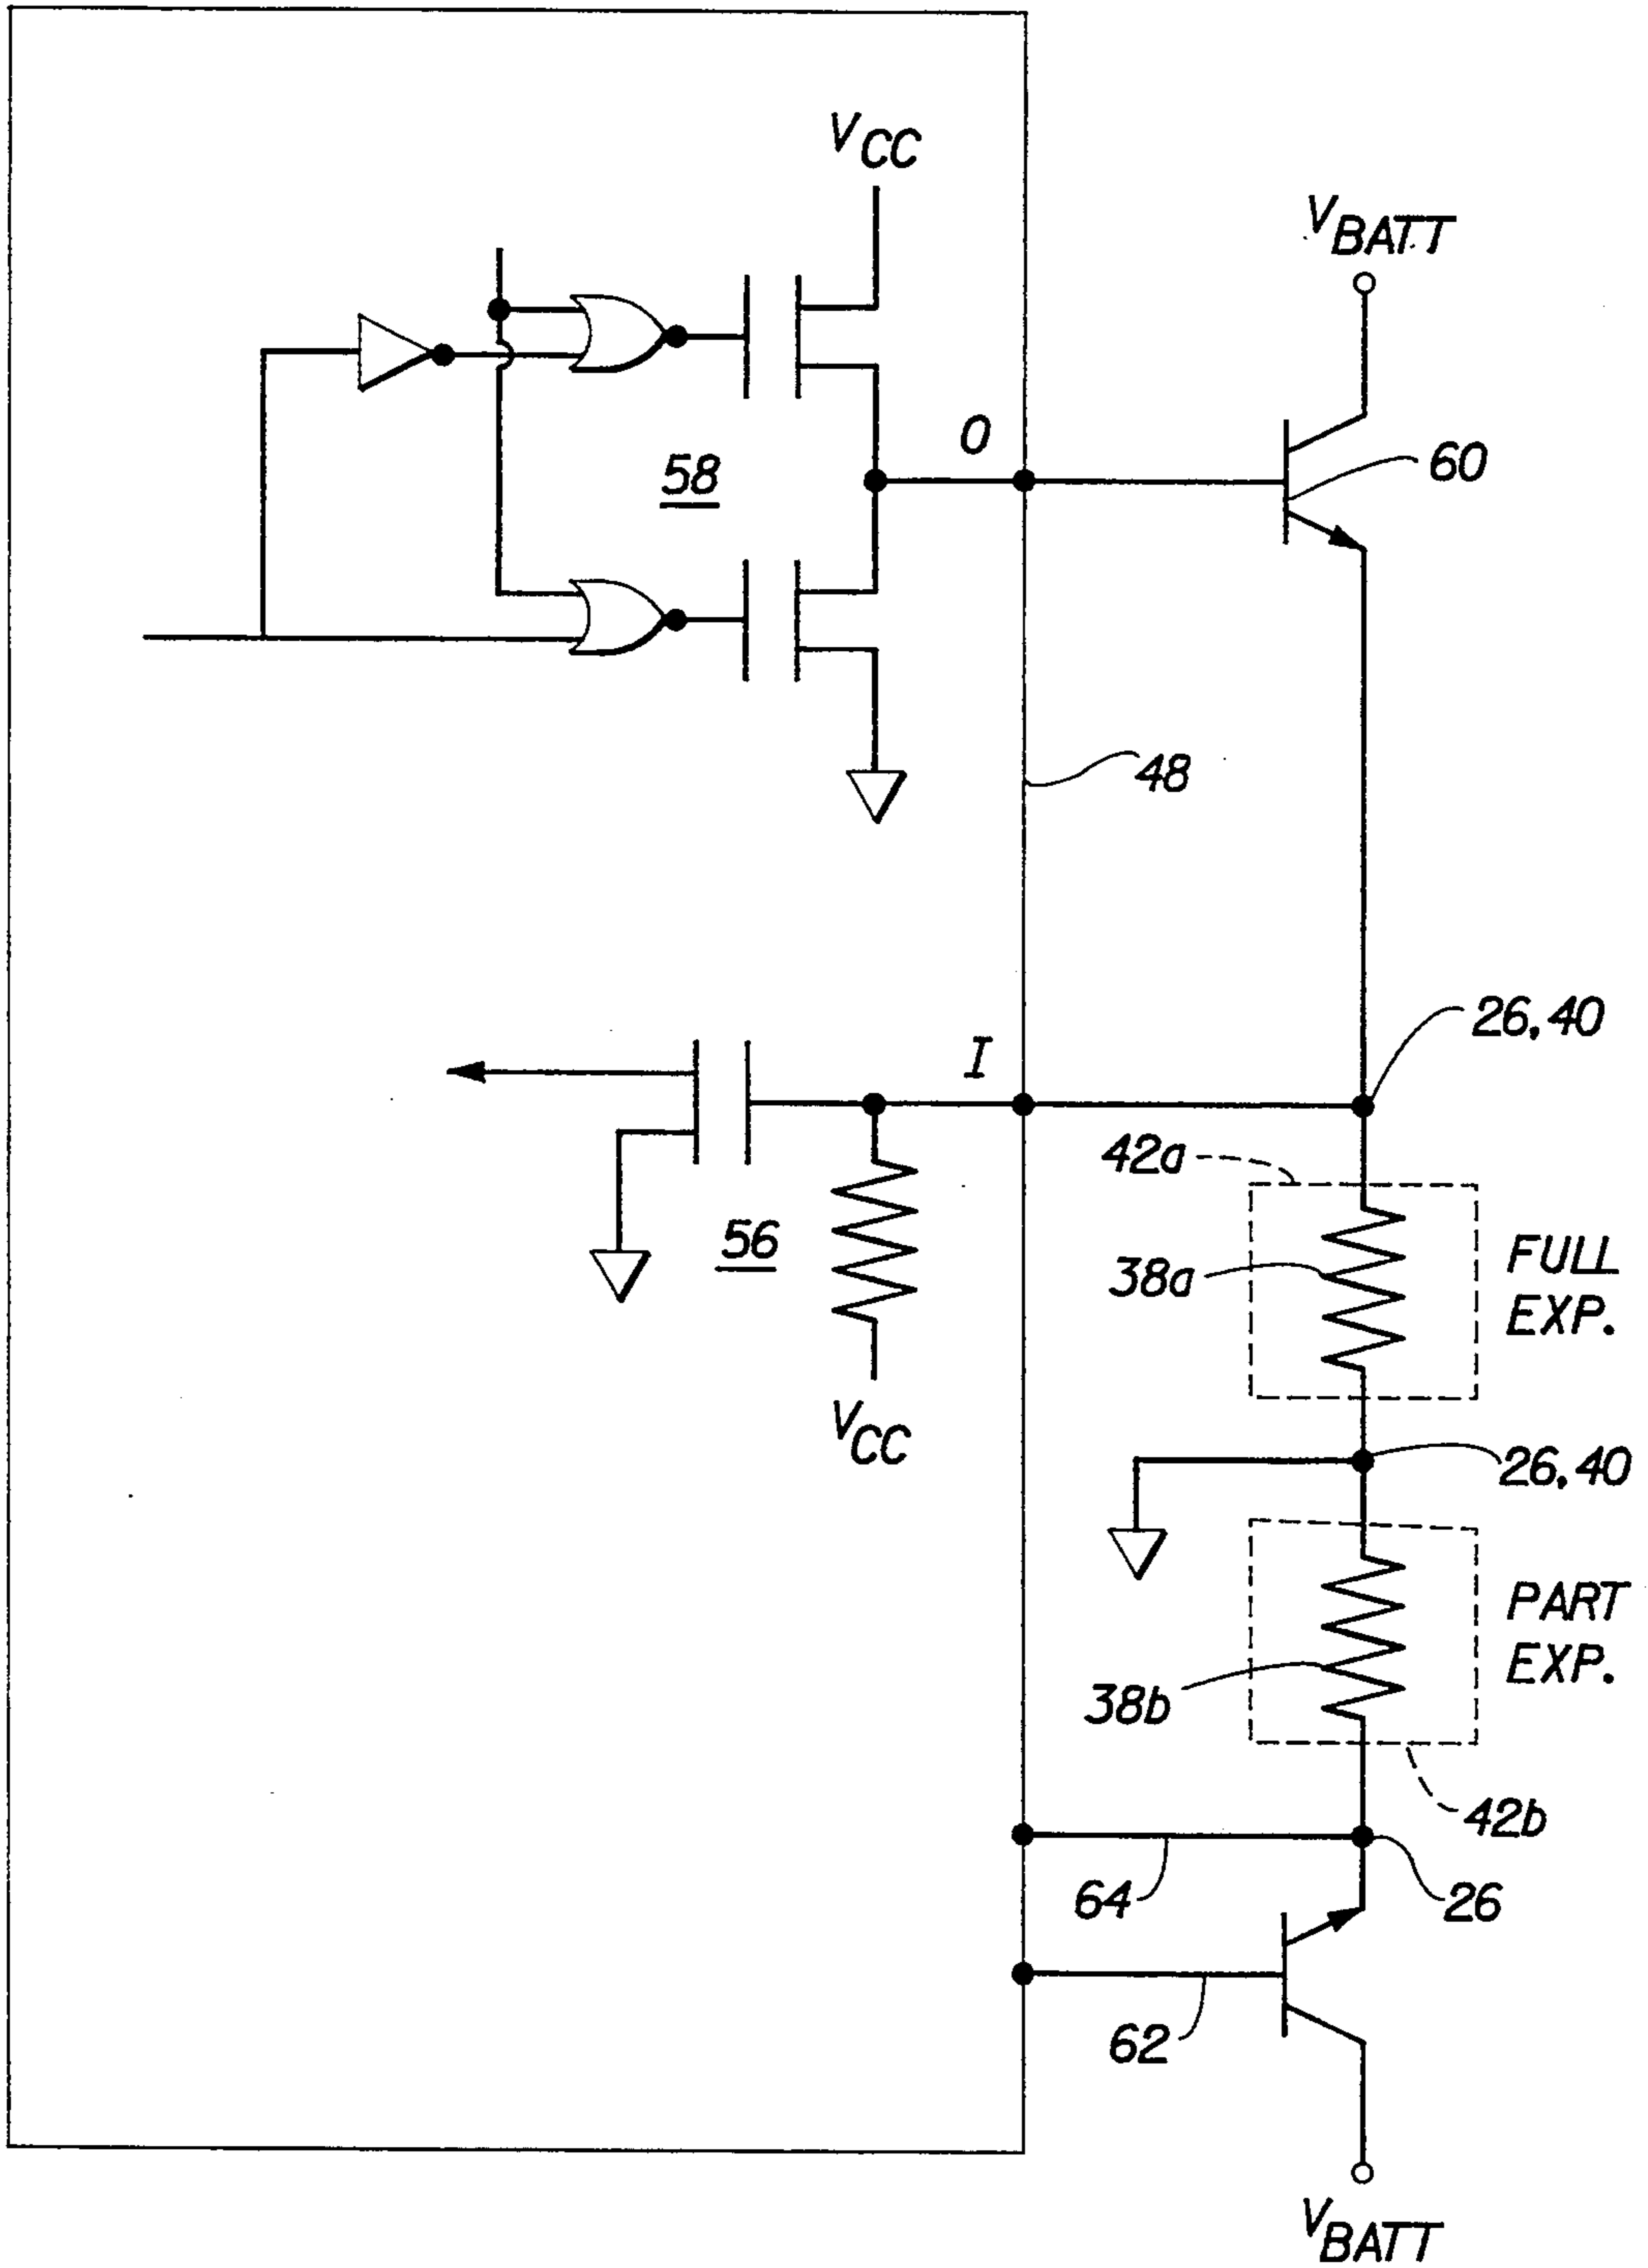 VCC
VBATT
O
60
58
48
26,40
I
42a
38a
FULL
EXP.
56
VCC
26,40
PART
EXP.
38b
42b
64
26
62
VBATT